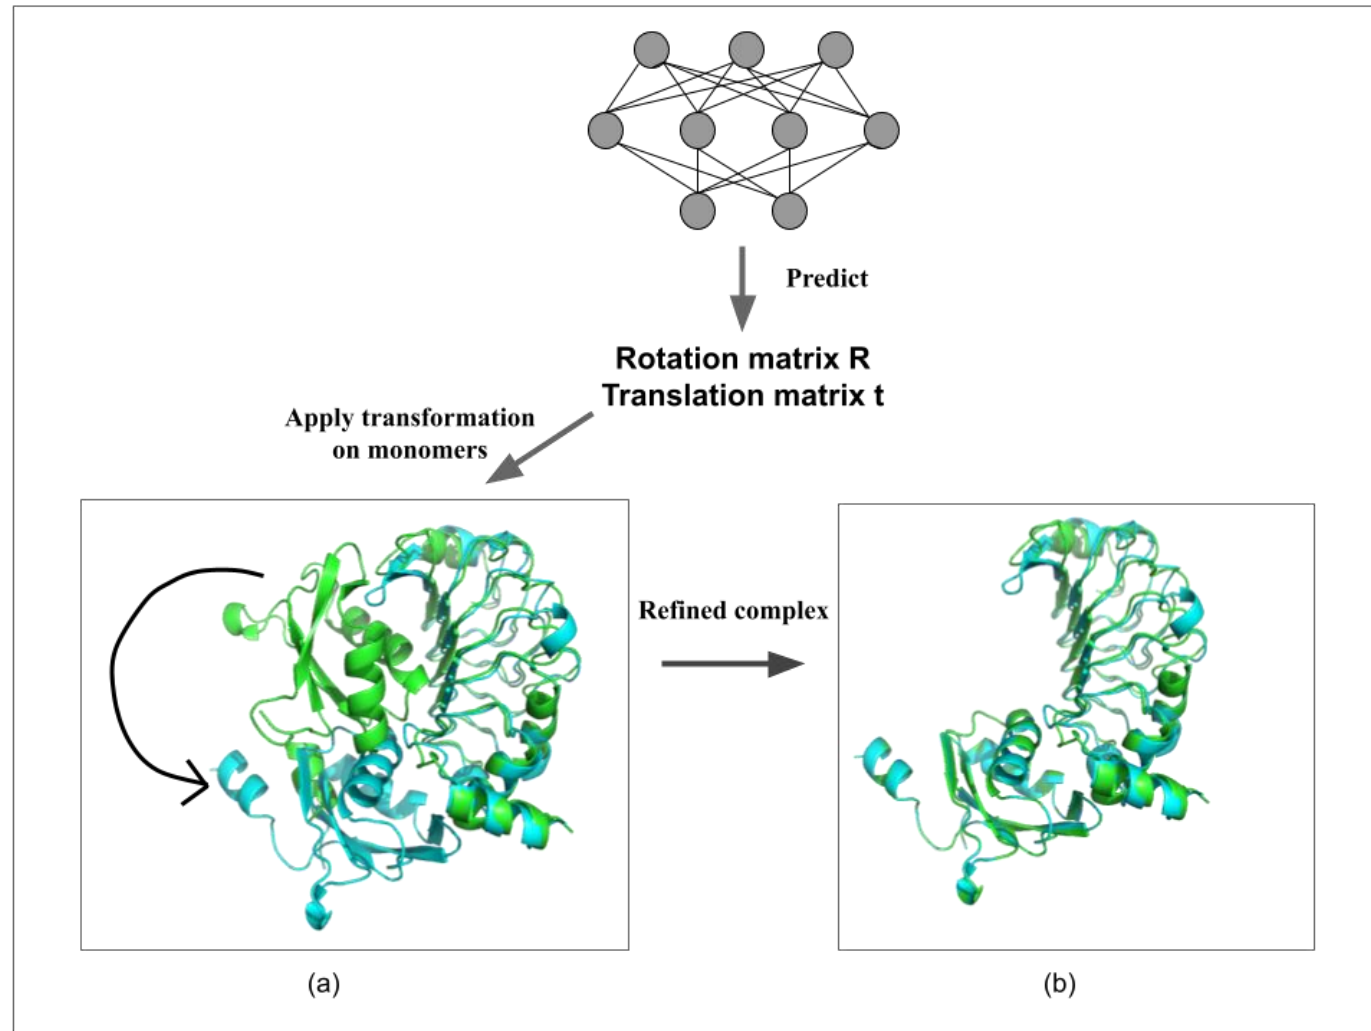 Predict
Rotation matrix R
Translation matrix t
Apply transformation
on monomers
Refined complex
(a)
(b)